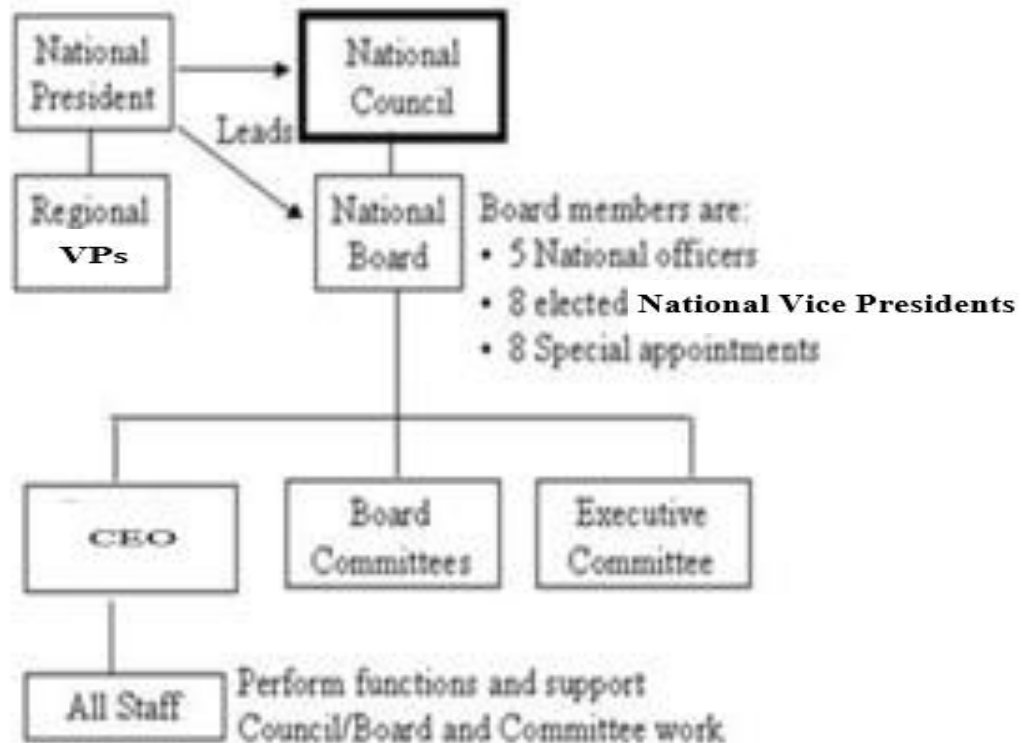 National
President
National
Council
Leads
Regional
VPs
National
Board
Board members are:
• 5 National officers
• 8 elected National Vice Presidents
• 8 Special appointments
CEO
Board
Committees
Executive
Committee
All Staff
Perform functions and support
Council/Board and Committee work